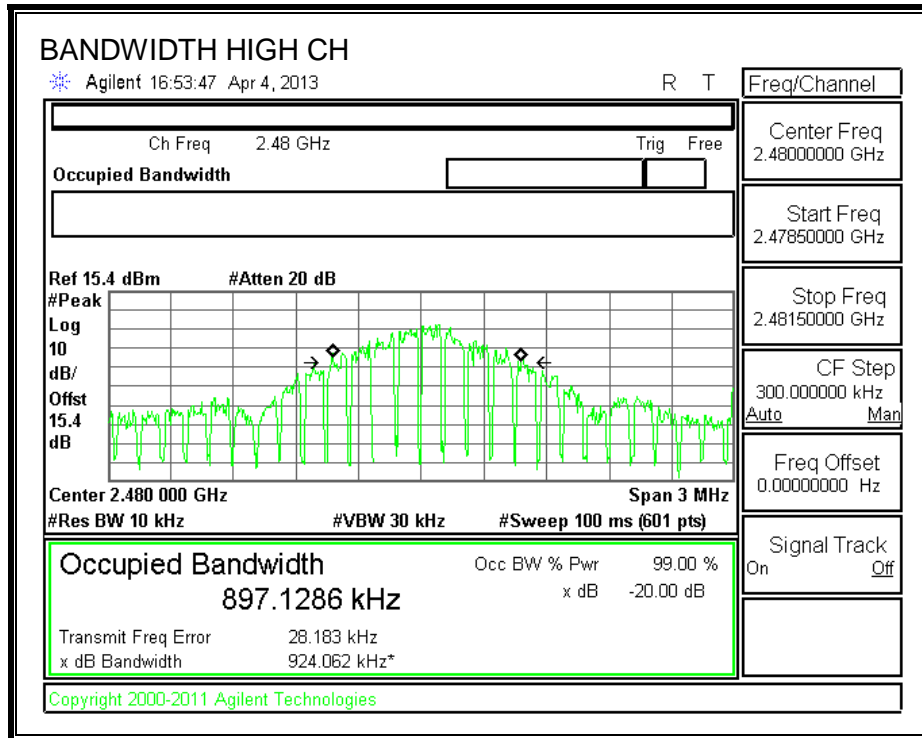 BANDWIDTH HIGH CH
Agilent 16:53:47 Apr 4, 2013 R T
Freq/Channel
Ch Freq 2.48 GHz Trig Free
Occupied Bandwidth
Center Freq
2.48000000 GHz
Start Freq
2.47850000 GHz
Stop Freq
2.48150000 GHz
CF Step
300.000000 kHz
Auto Man
Freq Offset
0.00000000 Hz
Signal Track
On Off
Ref 15.4 dBm #Atten 20 dB
#Peak
Log
10
dB/
Offst
15.4
dB
Center 2.480 000 GHz Span 3 MHz
#Res BW 10 kHz #VBW 30 kHz #Sweep 100 ms (601 pts)
Occupied Bandwidth
897.1286 kHz
Occ BW % Pwr 99.00 %
x dB -20.00 dB
Transmit Freq Error 28.183 kHz
x dB Bandwidth 924.062 kHz*
Copyright 2000-2011 Agilent Technologies